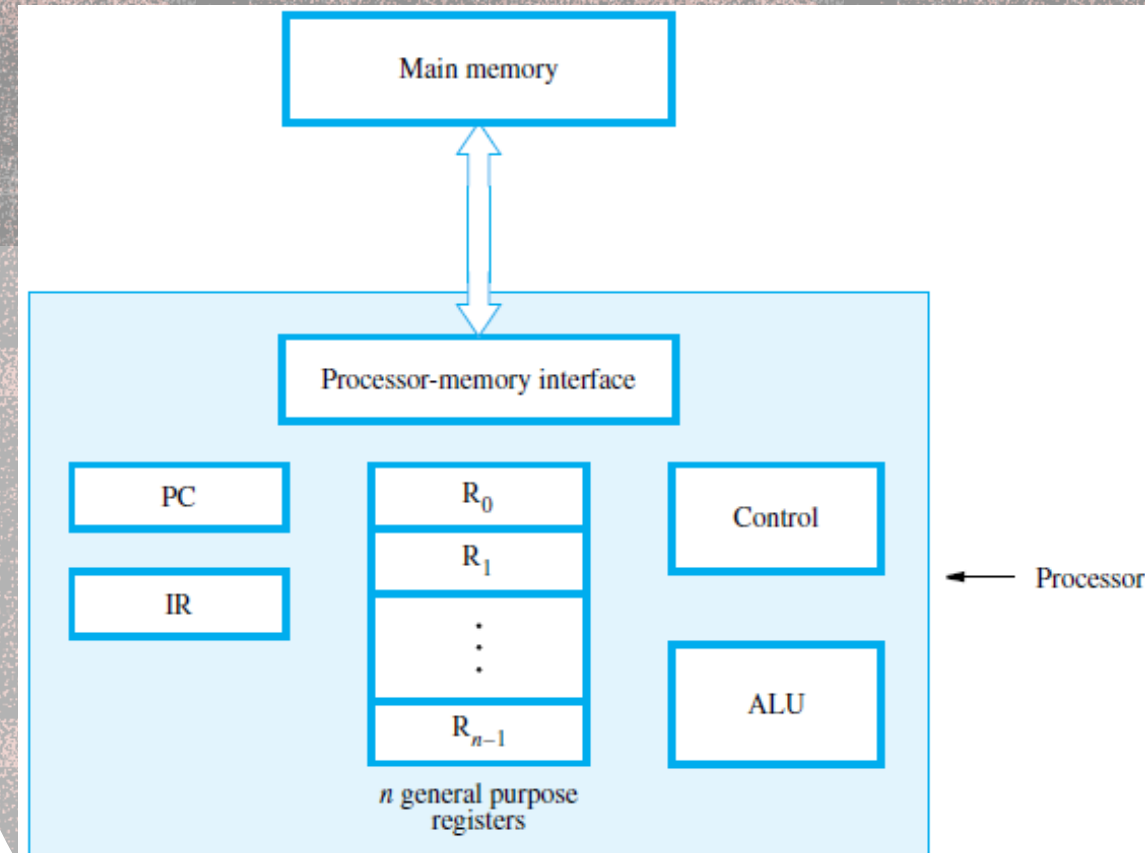 Main memory
Processor-memory interface
PC
IR
R0
R1
⋮
Rn–1
n general purpose
registers
Control
ALU
Processor